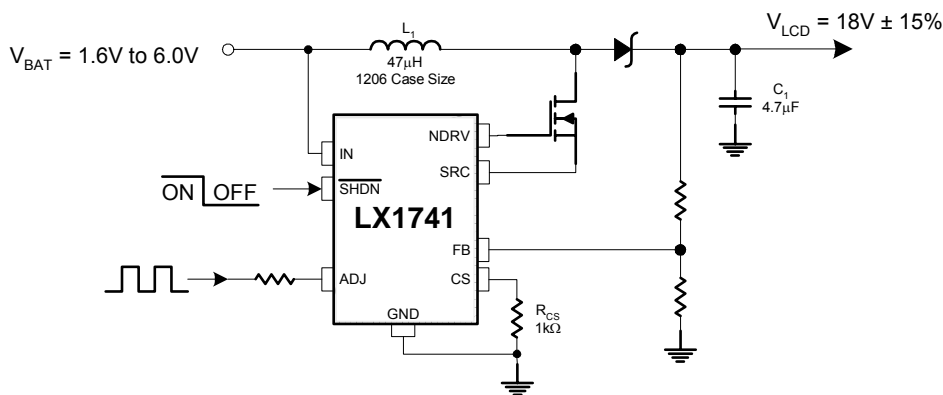 V_BAT = 1.6V to 6.0V
L1
47µH
1206 Case Size
V_LCD = 18V ± 15%
C1
4.7µF
NDRV
IN
SRC
ON OFF
SHDN
LX1741
FB
ADJ
CS
GND
RCS
1kΩ